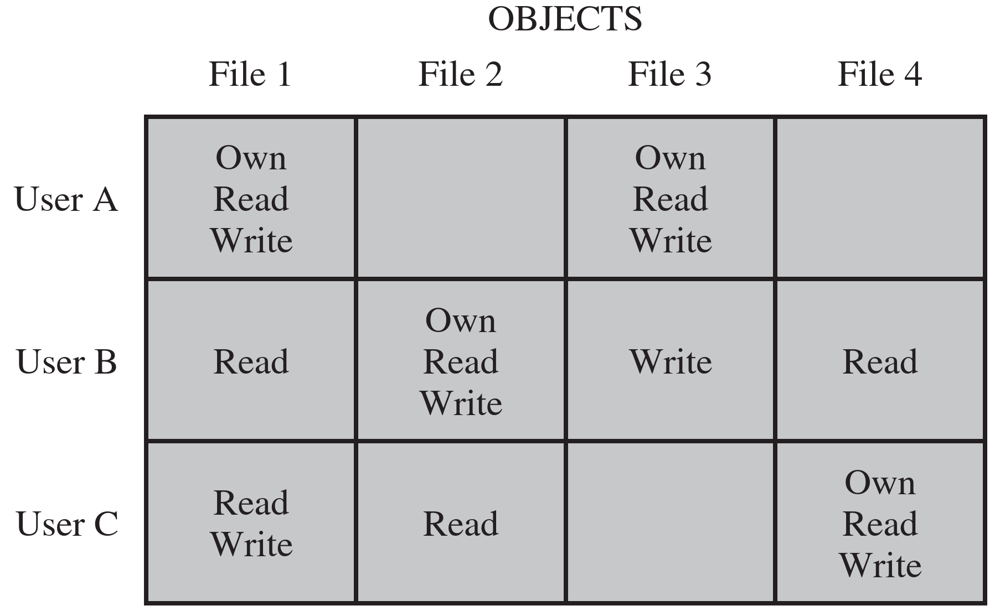 OBJECTS
File 1 File 2 File 3 File 4
User A
Own
Read
Write
Own
Read
Write
User B
Read
Own
Read
Write
Write
Read
User C
Read
Write
Read
Own
Read
Write